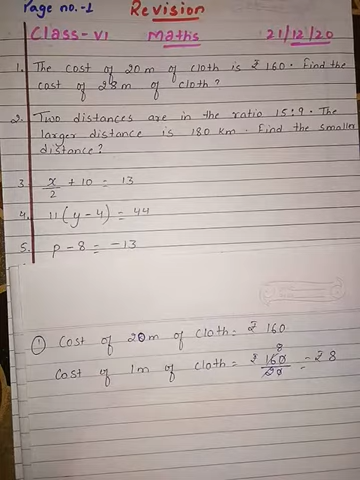 Page no.-1 Revision
Class-VI Maths 21/12/20
1. The cost of 20m of cloth is ₹ 160. Find the
cost of 28m of cloth?
2. Two distances are in the ratio 15:9. The
larger distance is 180 km. Find the smaller
distance?
3. x/2 + 10 = 13
4. 11(y-4) = 44
5. p-8 = -13
① Cost of 20m of cloth = ₹ 160
8
Cost of 1m of cloth = ₹ 160/20 = ₹ 8